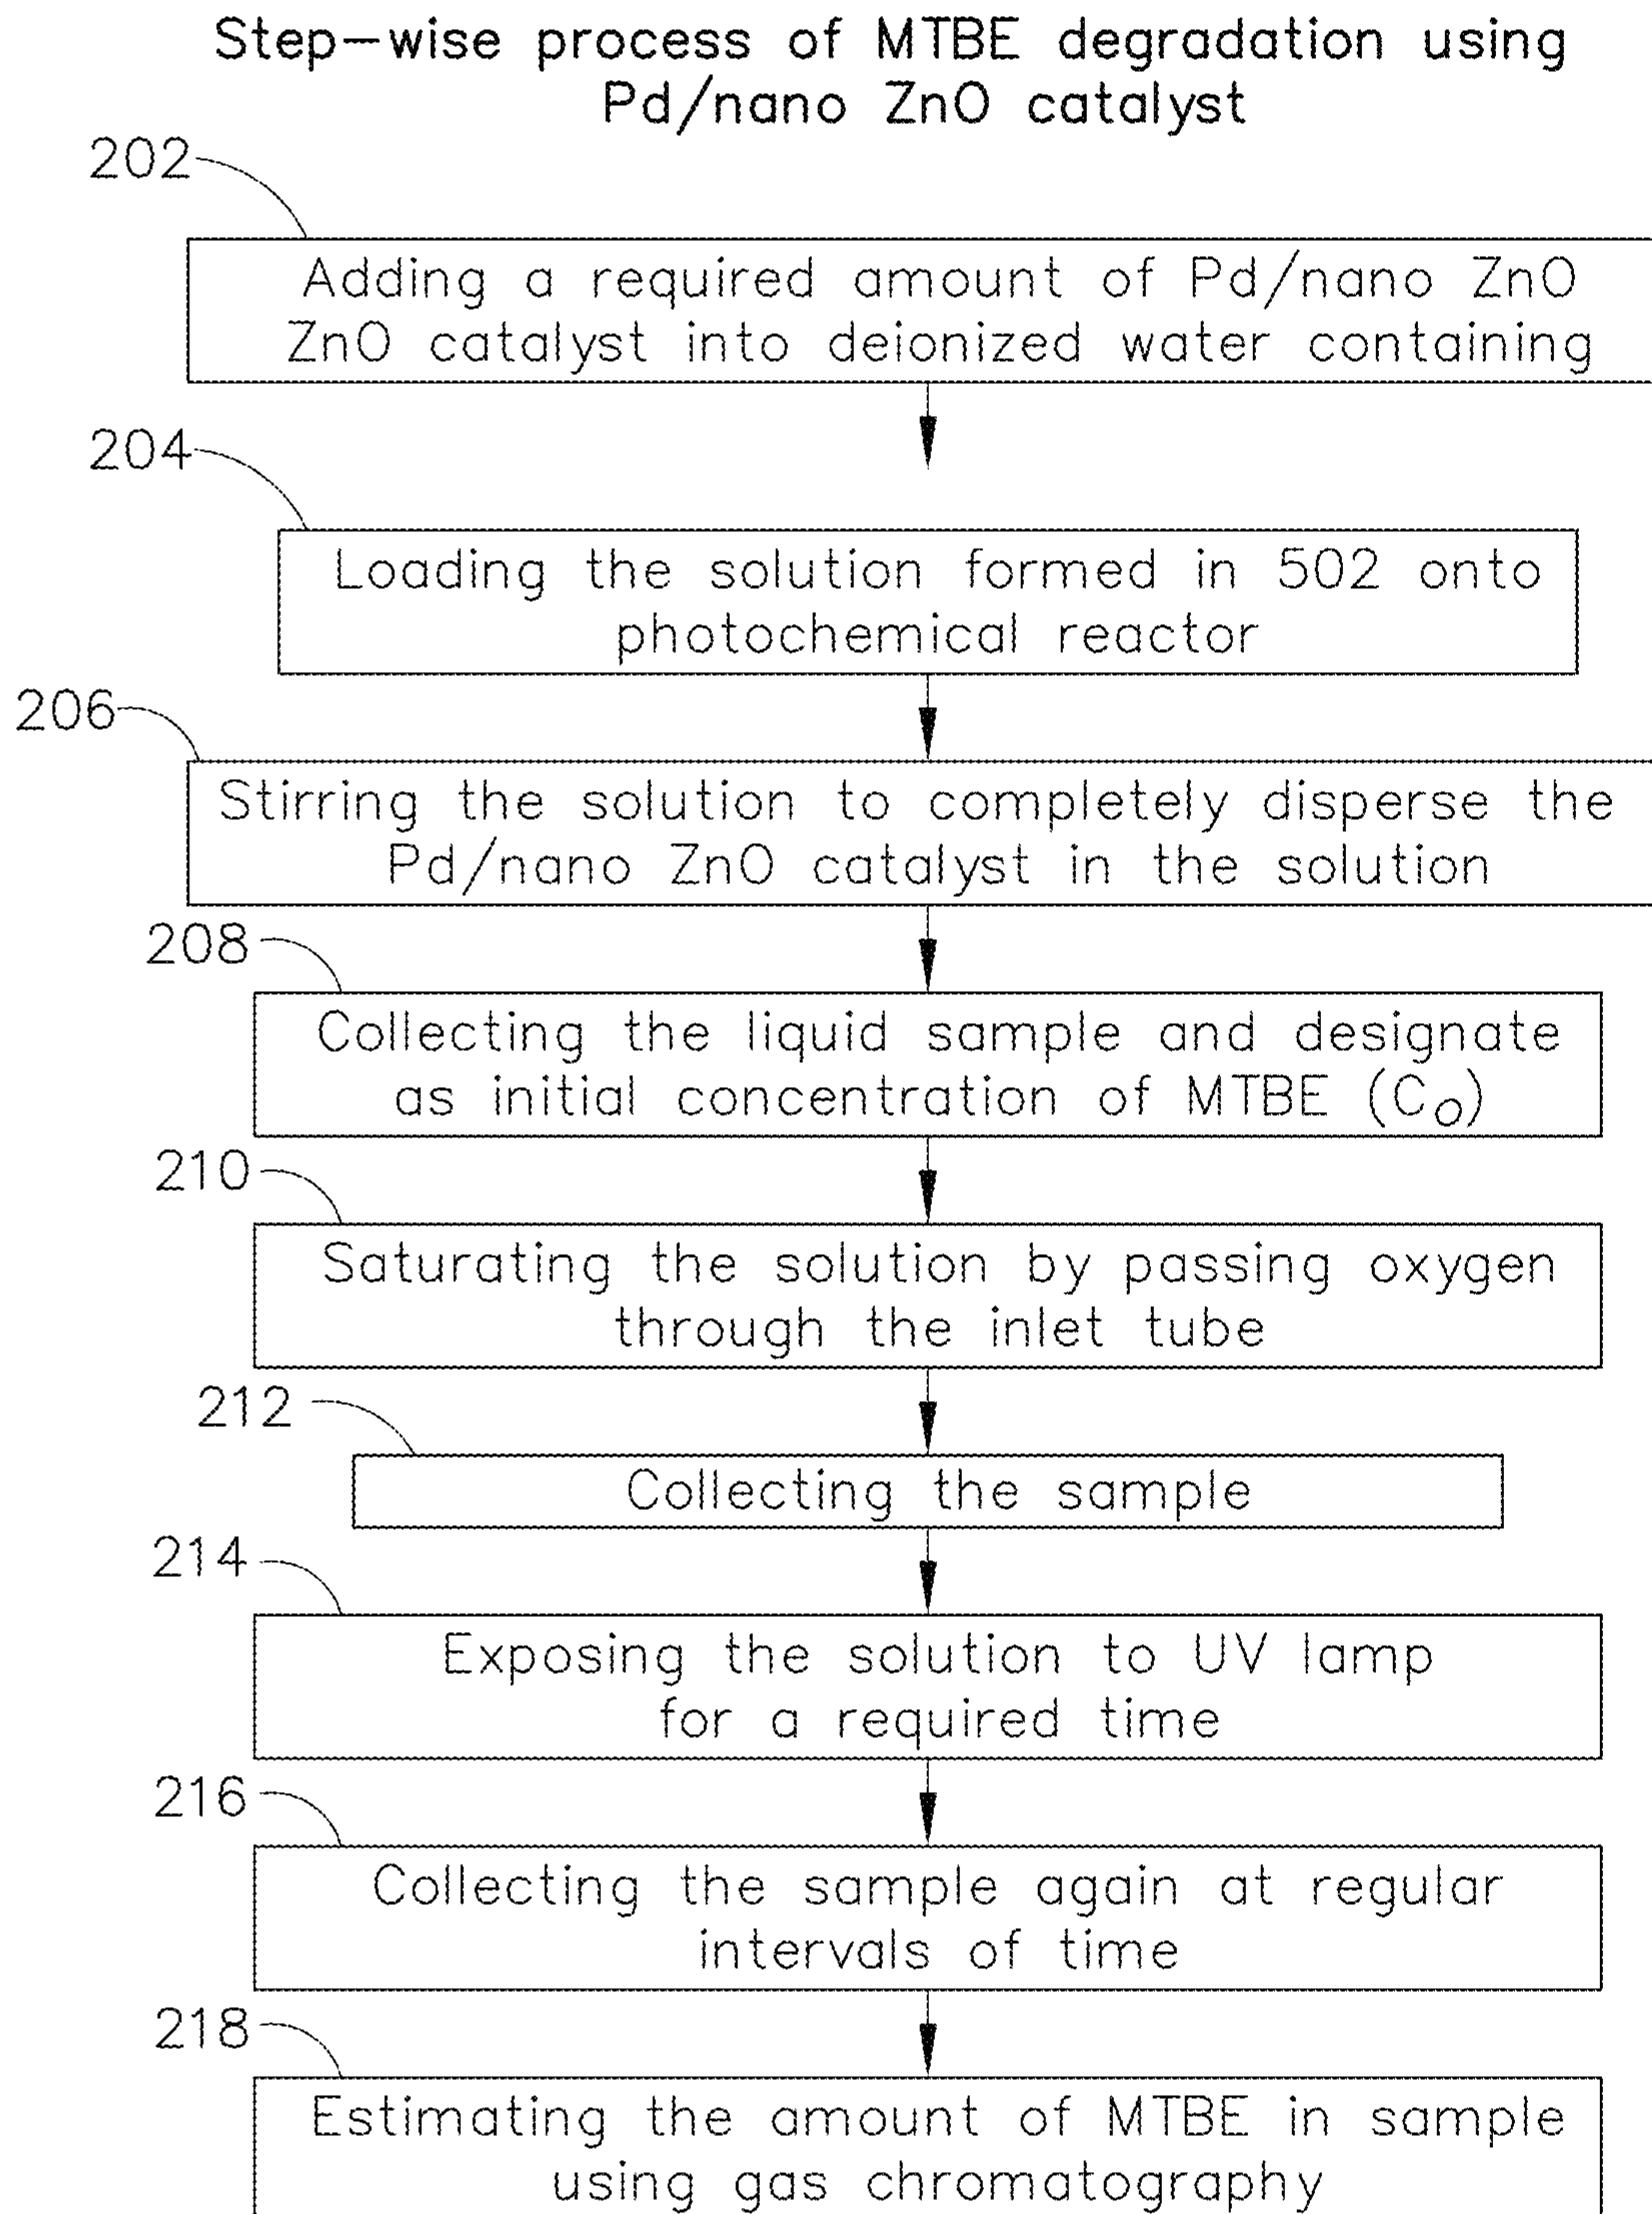 Step-wise process of MTBE degradation using
Pd/nano ZnO catalyst
202
Adding a required amount of Pd/nano ZnO
ZnO catalyst into deionized water containing
204
Loading the solution formed in 502 onto
photochemical reactor
206
Stirring the solution to completely disperse the
Pd/nano ZnO catalyst in the solution
208
Collecting the liquid sample and designate
as initial concentration of MTBE (C₀)
210
Saturating the solution by passing oxygen
through the inlet tube
212
Collecting the sample
214
Exposing the solution to UV lamp
for a required time
216
Collecting the sample again at regular
intervals of time
218
Estimating the amount of MTBE in sample
using gas chromatography